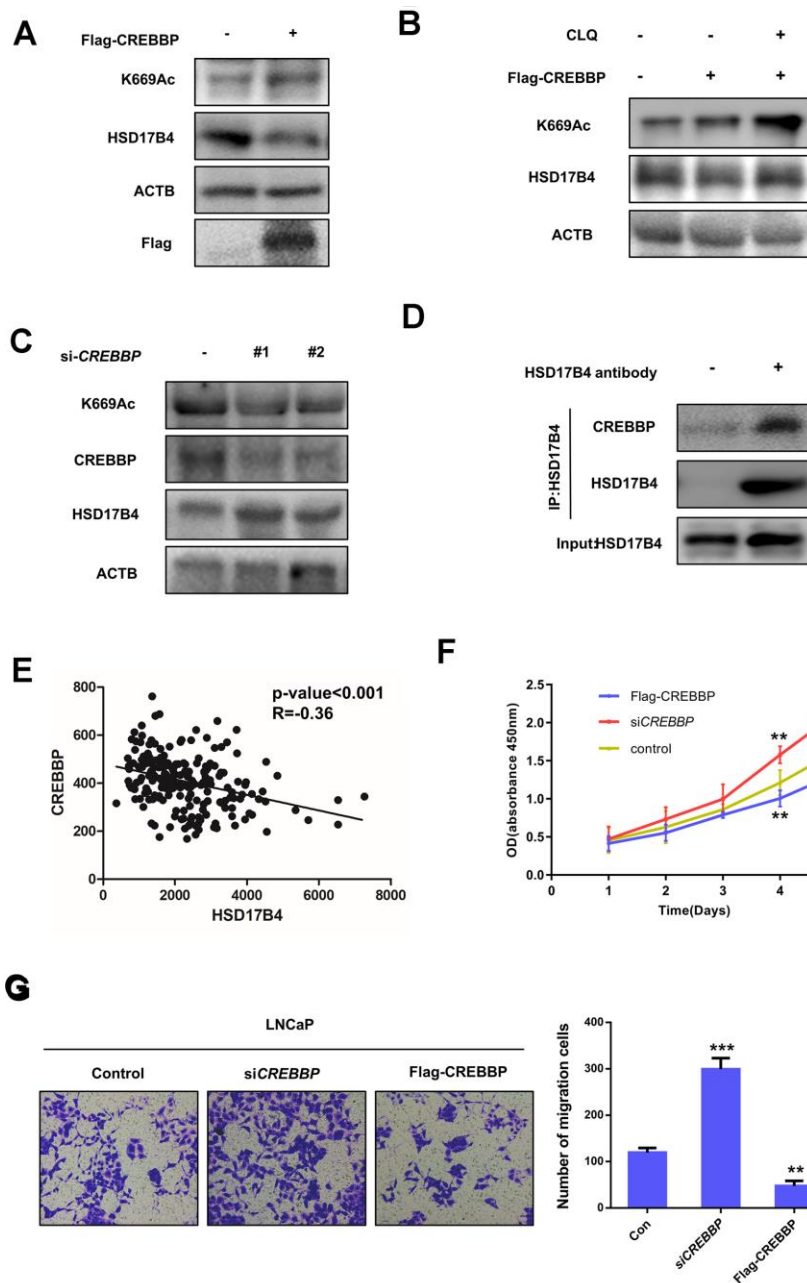 A
Flag-CREBBP - +
K669Ac
HSD17B4
ACTB
Flag
B
CLQ - - +
Flag-CREBBP - + +
K669Ac
HSD17B4
ACTB
C
si-CREBBP - #1 #2
K669Ac
CREBBP
HSD17B4
ACTB
D
HSD17B4 antibody - +
IP:HSD17B4
CREBBP
HSD17B4
Input:HSD17B4
E
p-value<0.001
R=-0.36
CREBBP
800
600
400
200
0
0 2000 4000 6000 8000
HSD17B4
F
Flag-CREBBP
siCREBBP
control
OD(absorbance 450nm)
2.5
2.0
1.5
1.0
0.5
0.0
**
**
0 1 2 3 4
Time(Days)
G
LNCaP
Control siCREBBP Flag-CREBBP
Number of migration cells
400
300
200
100
0
***
**
Con siCREBBP Flag-CREBBP